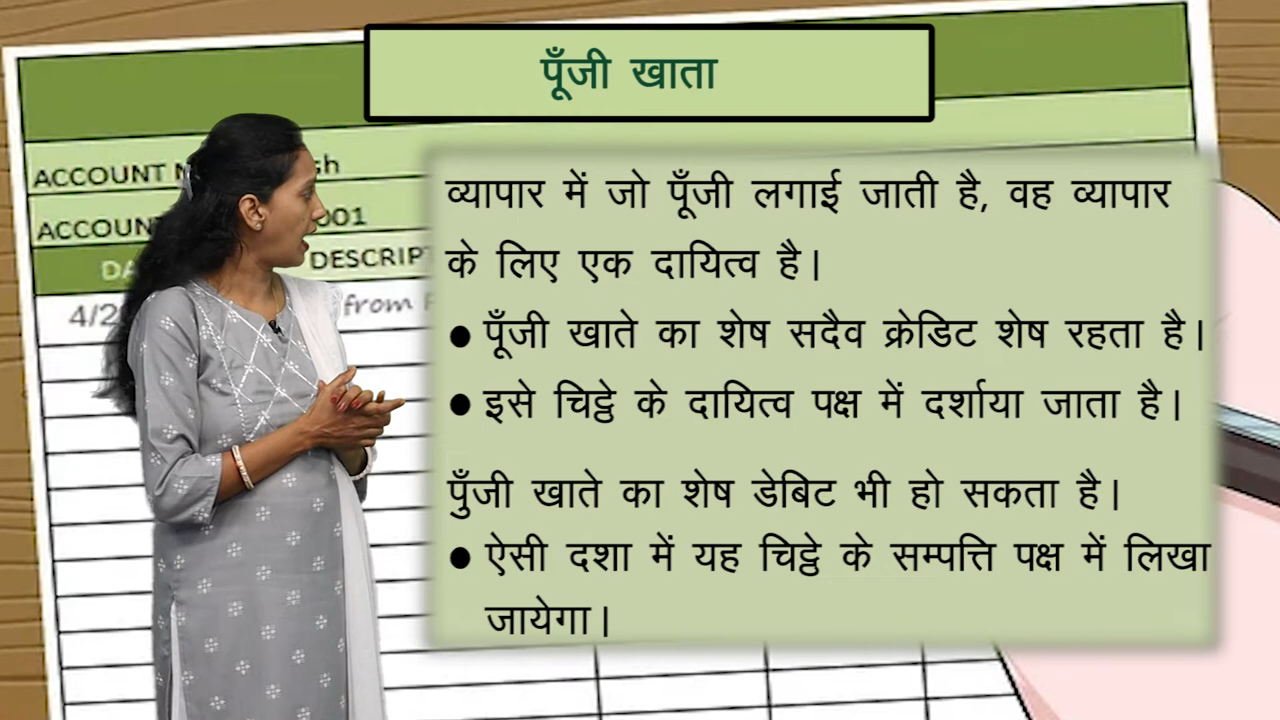 पूँजी खाता
ACCOUNT
ACCOUNT 001
DESCRIPT
4/2 from
व्यापार में जो पूँजी लगाई जाती है, वह व्यापार
के लिए एक दायित्व है।
● पूँजी खाते का शेष सदैव क्रेडिट शेष रहता है।
● इसे चिट्ठे के दायित्व पक्ष में दर्शाया जाता है।
पुँजी खाते का शेष डेबिट भी हो सकता है।
● ऐसी दशा में यह चिट्ठे के सम्पत्ति पक्ष में लिखा
जायेगा।